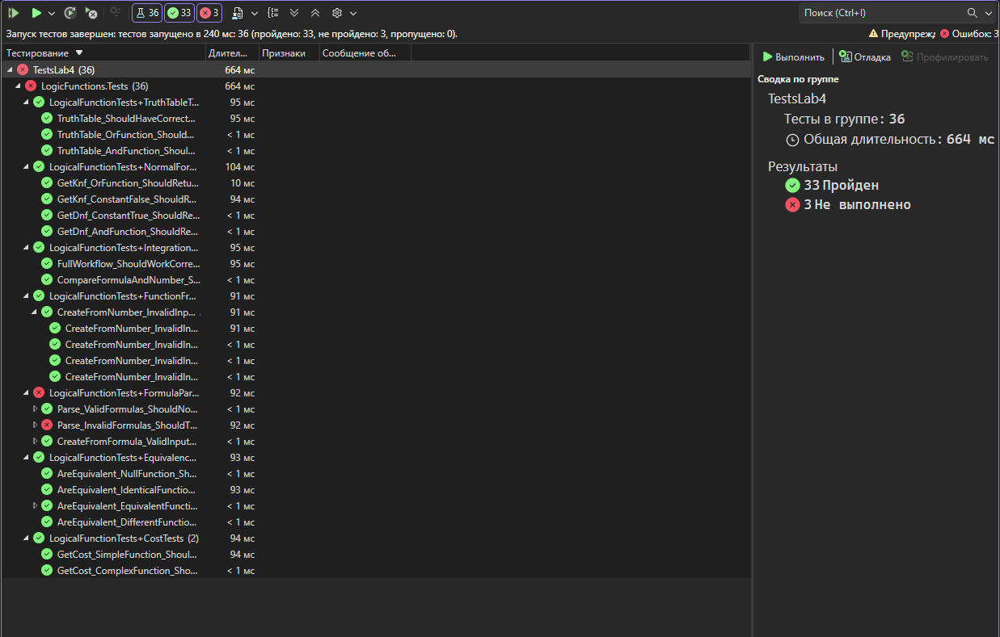 36 33 3
Поиск (Ctrl+I)
Запуск тестов завершен: тестов запущено в 240 мс: 36 (пройдено: 33, не пройдено: 3, пропущено: 0).
Предупреж Ошибок: 3
Тестирование Длител... Признаки Сообщение об...
TestsLab4 (36) 664 мс
LogicFunctions.Tests (36) 664 мс
LogicalFunctionTests+TruthTableT... 95 мс
TruthTable_ShouldHaveCorrect... 95 мс
TruthTable_OrFunction_Should... < 1 мс
TruthTable_AndFunction_Shoul... < 1 мс
LogicalFunctionTests+NormalFor... 104 мс
GetKnf_OrFunction_ShouldRetu... 10 мс
GetKnf_ConstantFalse_ShouldR... 94 мс
GetDnf_ConstantTrue_ShouldRe... < 1 мс
GetDnf_AndFunction_ShouldRe... < 1 мс
LogicalFunctionTests+Integration... 95 мс
FullWorkflow_ShouldWorkCorre... 95 мс
CompareFormulaAndNumber_S... < 1 мс
LogicalFunctionTests+FunctionFr... 91 мс
CreateFromNumber_InvalidInp... 91 мс
CreateFromNumber_InvalidIn... 91 мс
CreateFromNumber_InvalidIn... < 1 мс
CreateFromNumber_InvalidIn... < 1 мс
CreateFromNumber_InvalidIn... < 1 мс
LogicalFunctionTests+FormulaPar... 92 мс
Parse_ValidFormulas_ShouldNo... < 1 мс
Parse_InvalidFormulas_ShouldT... 92 мс
CreateFromFormula_ValidInput... < 1 мс
LogicalFunctionTests+Equivalenc... 93 мс
AreEquivalent_NullFunction_Sh... < 1 мс
AreEquivalent_IdenticalFunctio... 93 мс
AreEquivalent_EquivalentFuncti... < 1 мс
AreEquivalent_DifferentFunctio... < 1 мс
LogicalFunctionTests+CostTests (2) 94 мс
GetCost_SimpleFunction_Shoul... 94 мс
GetCost_ComplexFunction_Sho... < 1 мс
Выполнить Отладка Профилировать
Сводка по группе
TestsLab4
Тесты в группе: 36
Общая длительность: 664 мс
Результаты
33 Пройден
3 Не выполнено